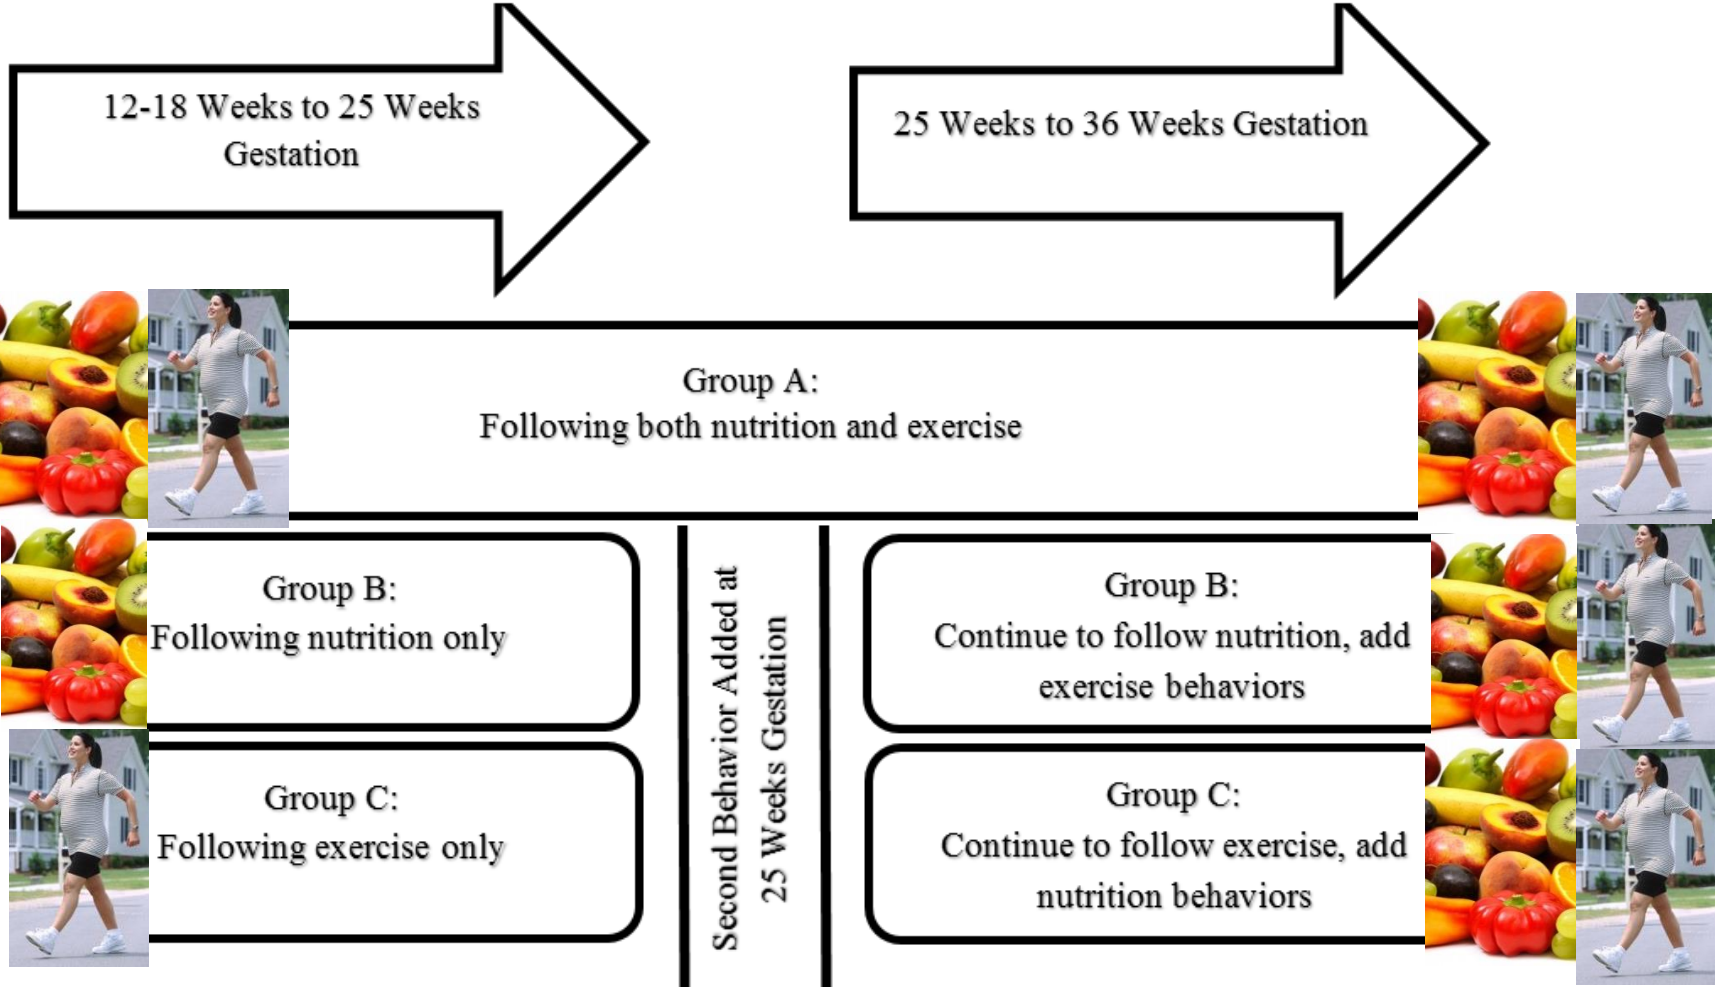 12-18 Weeks to 25 Weeks
Gestation
25 Weeks to 36 Weeks Gestation
Group A:
Following both nutrition and exercise
Group B:
Following nutrition only
Second Behavior Added at
25 Weeks Gestation
Group B:
Continue to follow nutrition, add
exercise behaviors
Group C:
Following exercise only
Group C:
Continue to follow exercise, add
nutrition behaviors